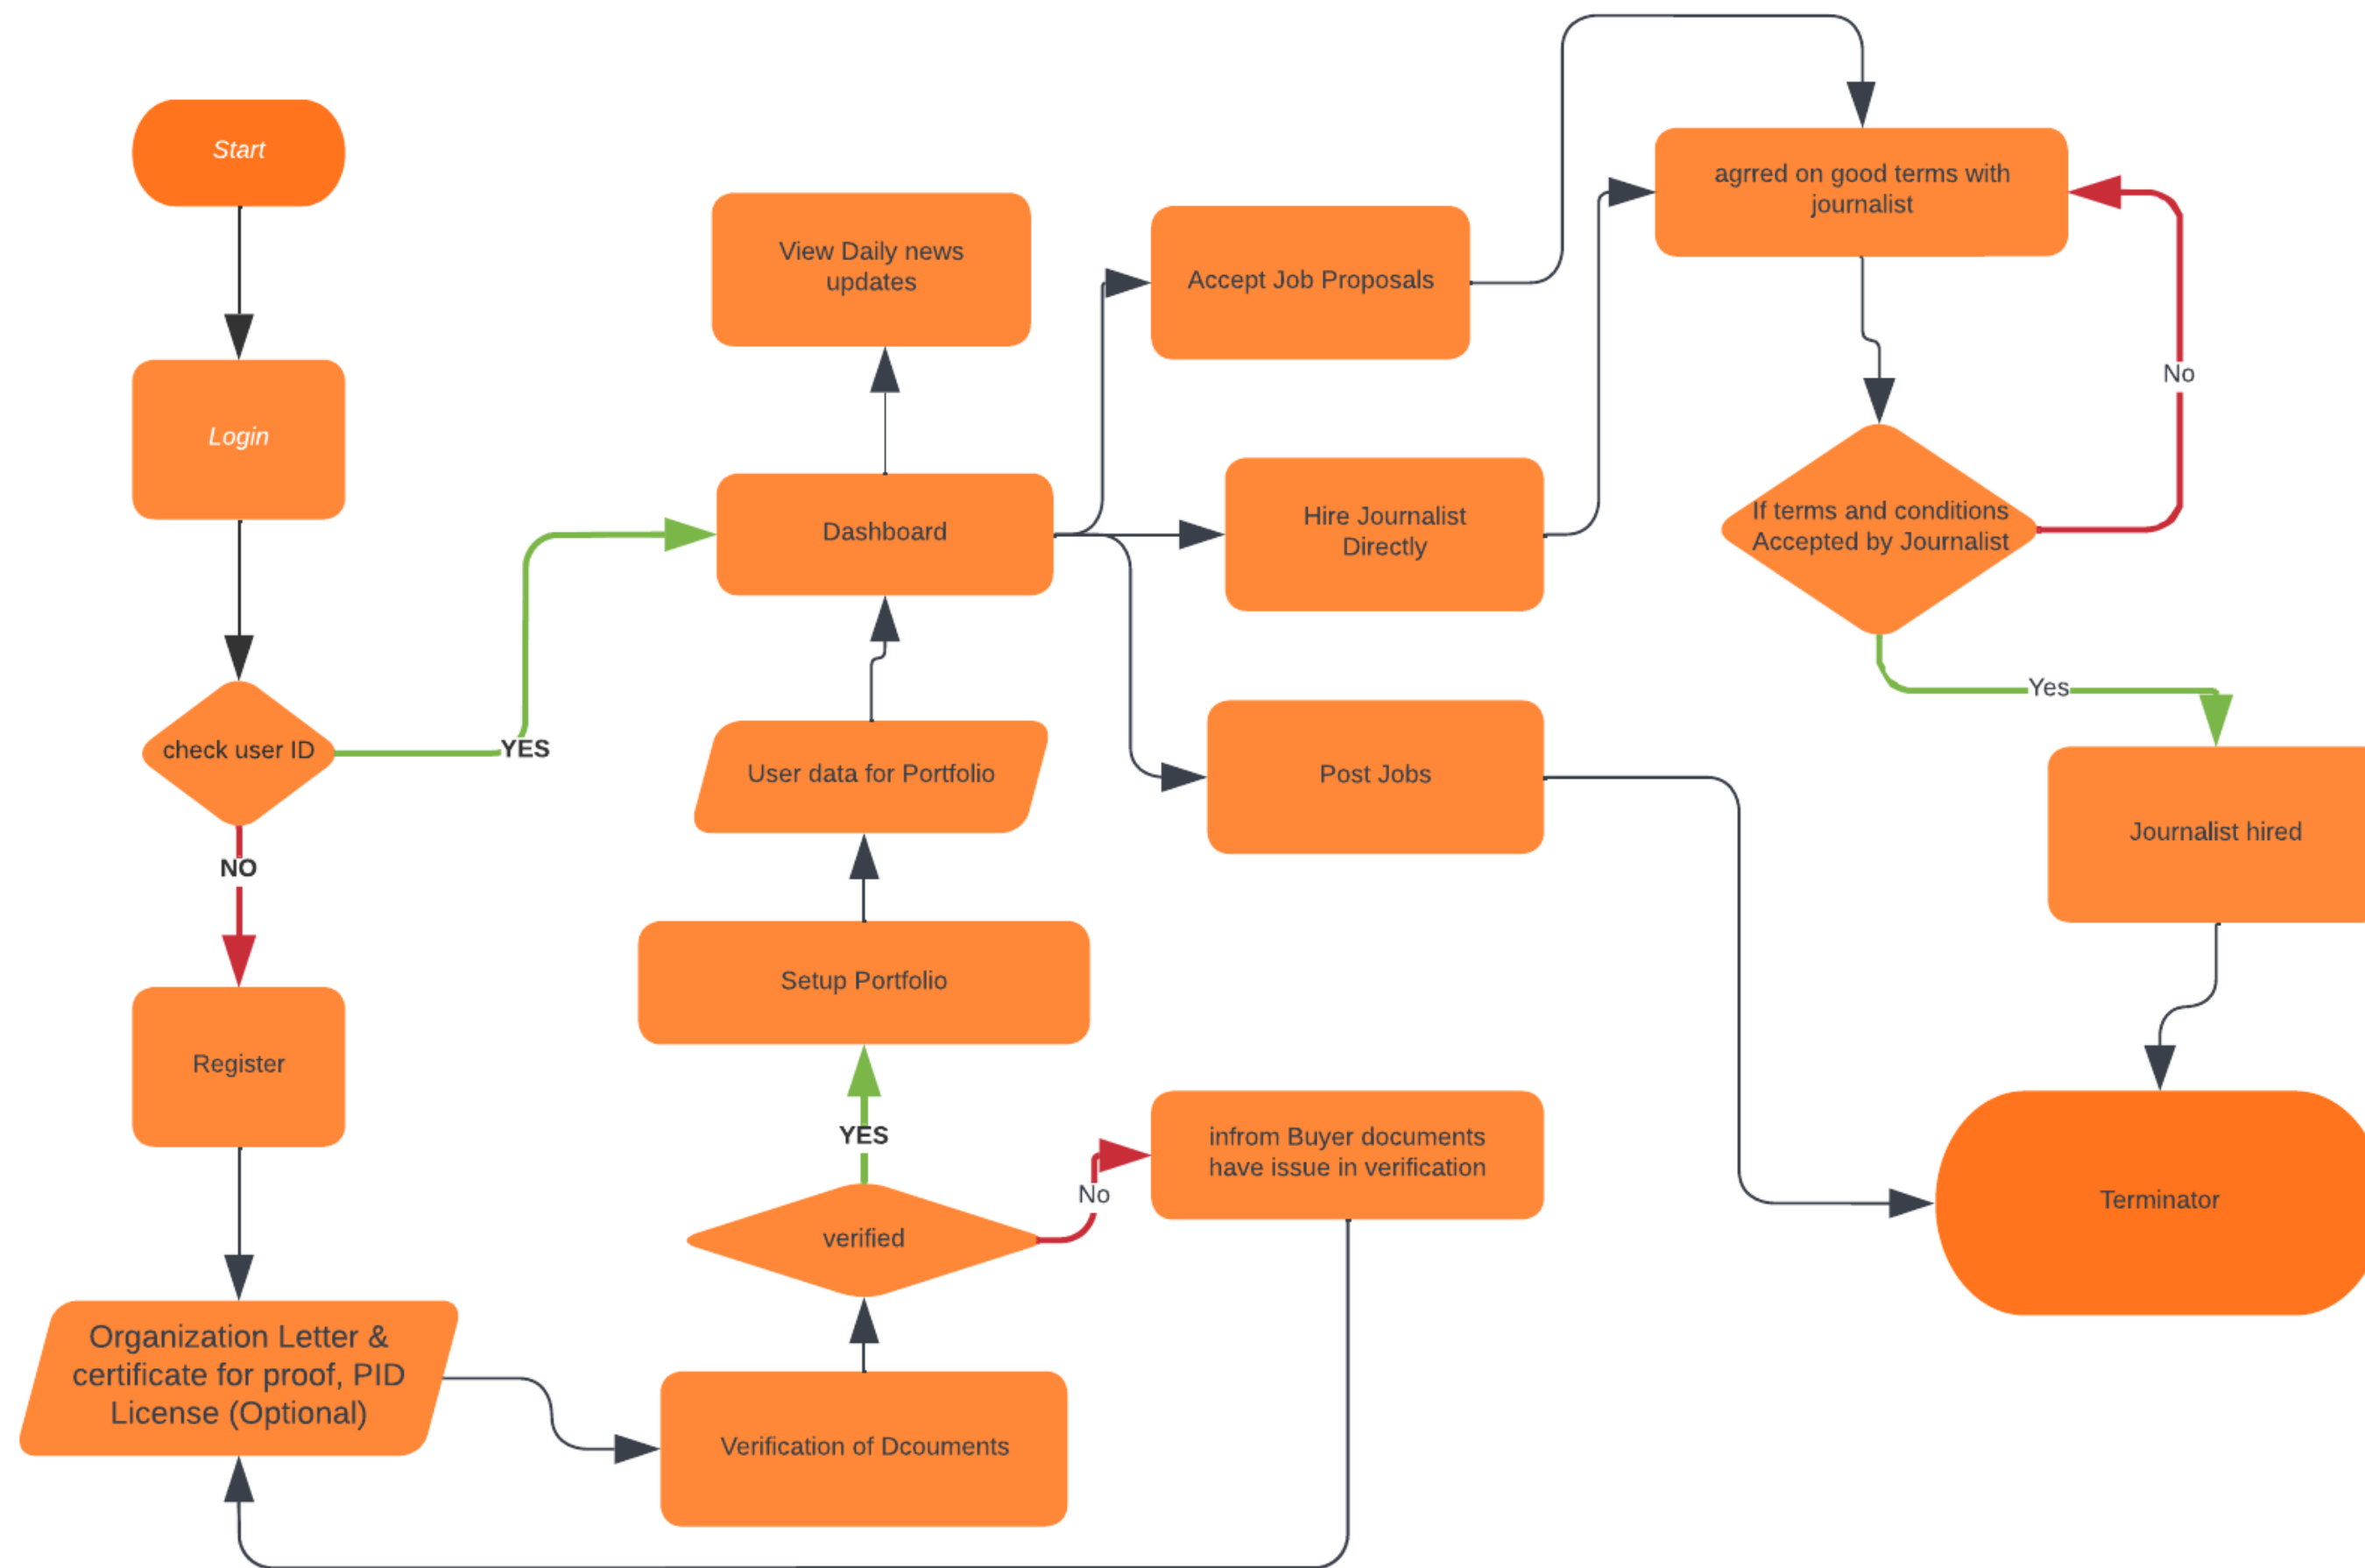 Start
Login
check user ID
YES
NO
Register
Organization Letter &
certificate for proof, PID
License (Optional)
View Daily news
updates
Dashboard
User data for Portfolio
Setup Portfolio
YES
verified
No
Verification of Dcouments
infrom Buyer documents
have issue in verification
Accept Job Proposals
Hire Journalist
Directly
Post Jobs
agrred on good terms with
journalist
No
If terms and conditions
Accepted by Journalist
Yes
Journalist hired
Terminator